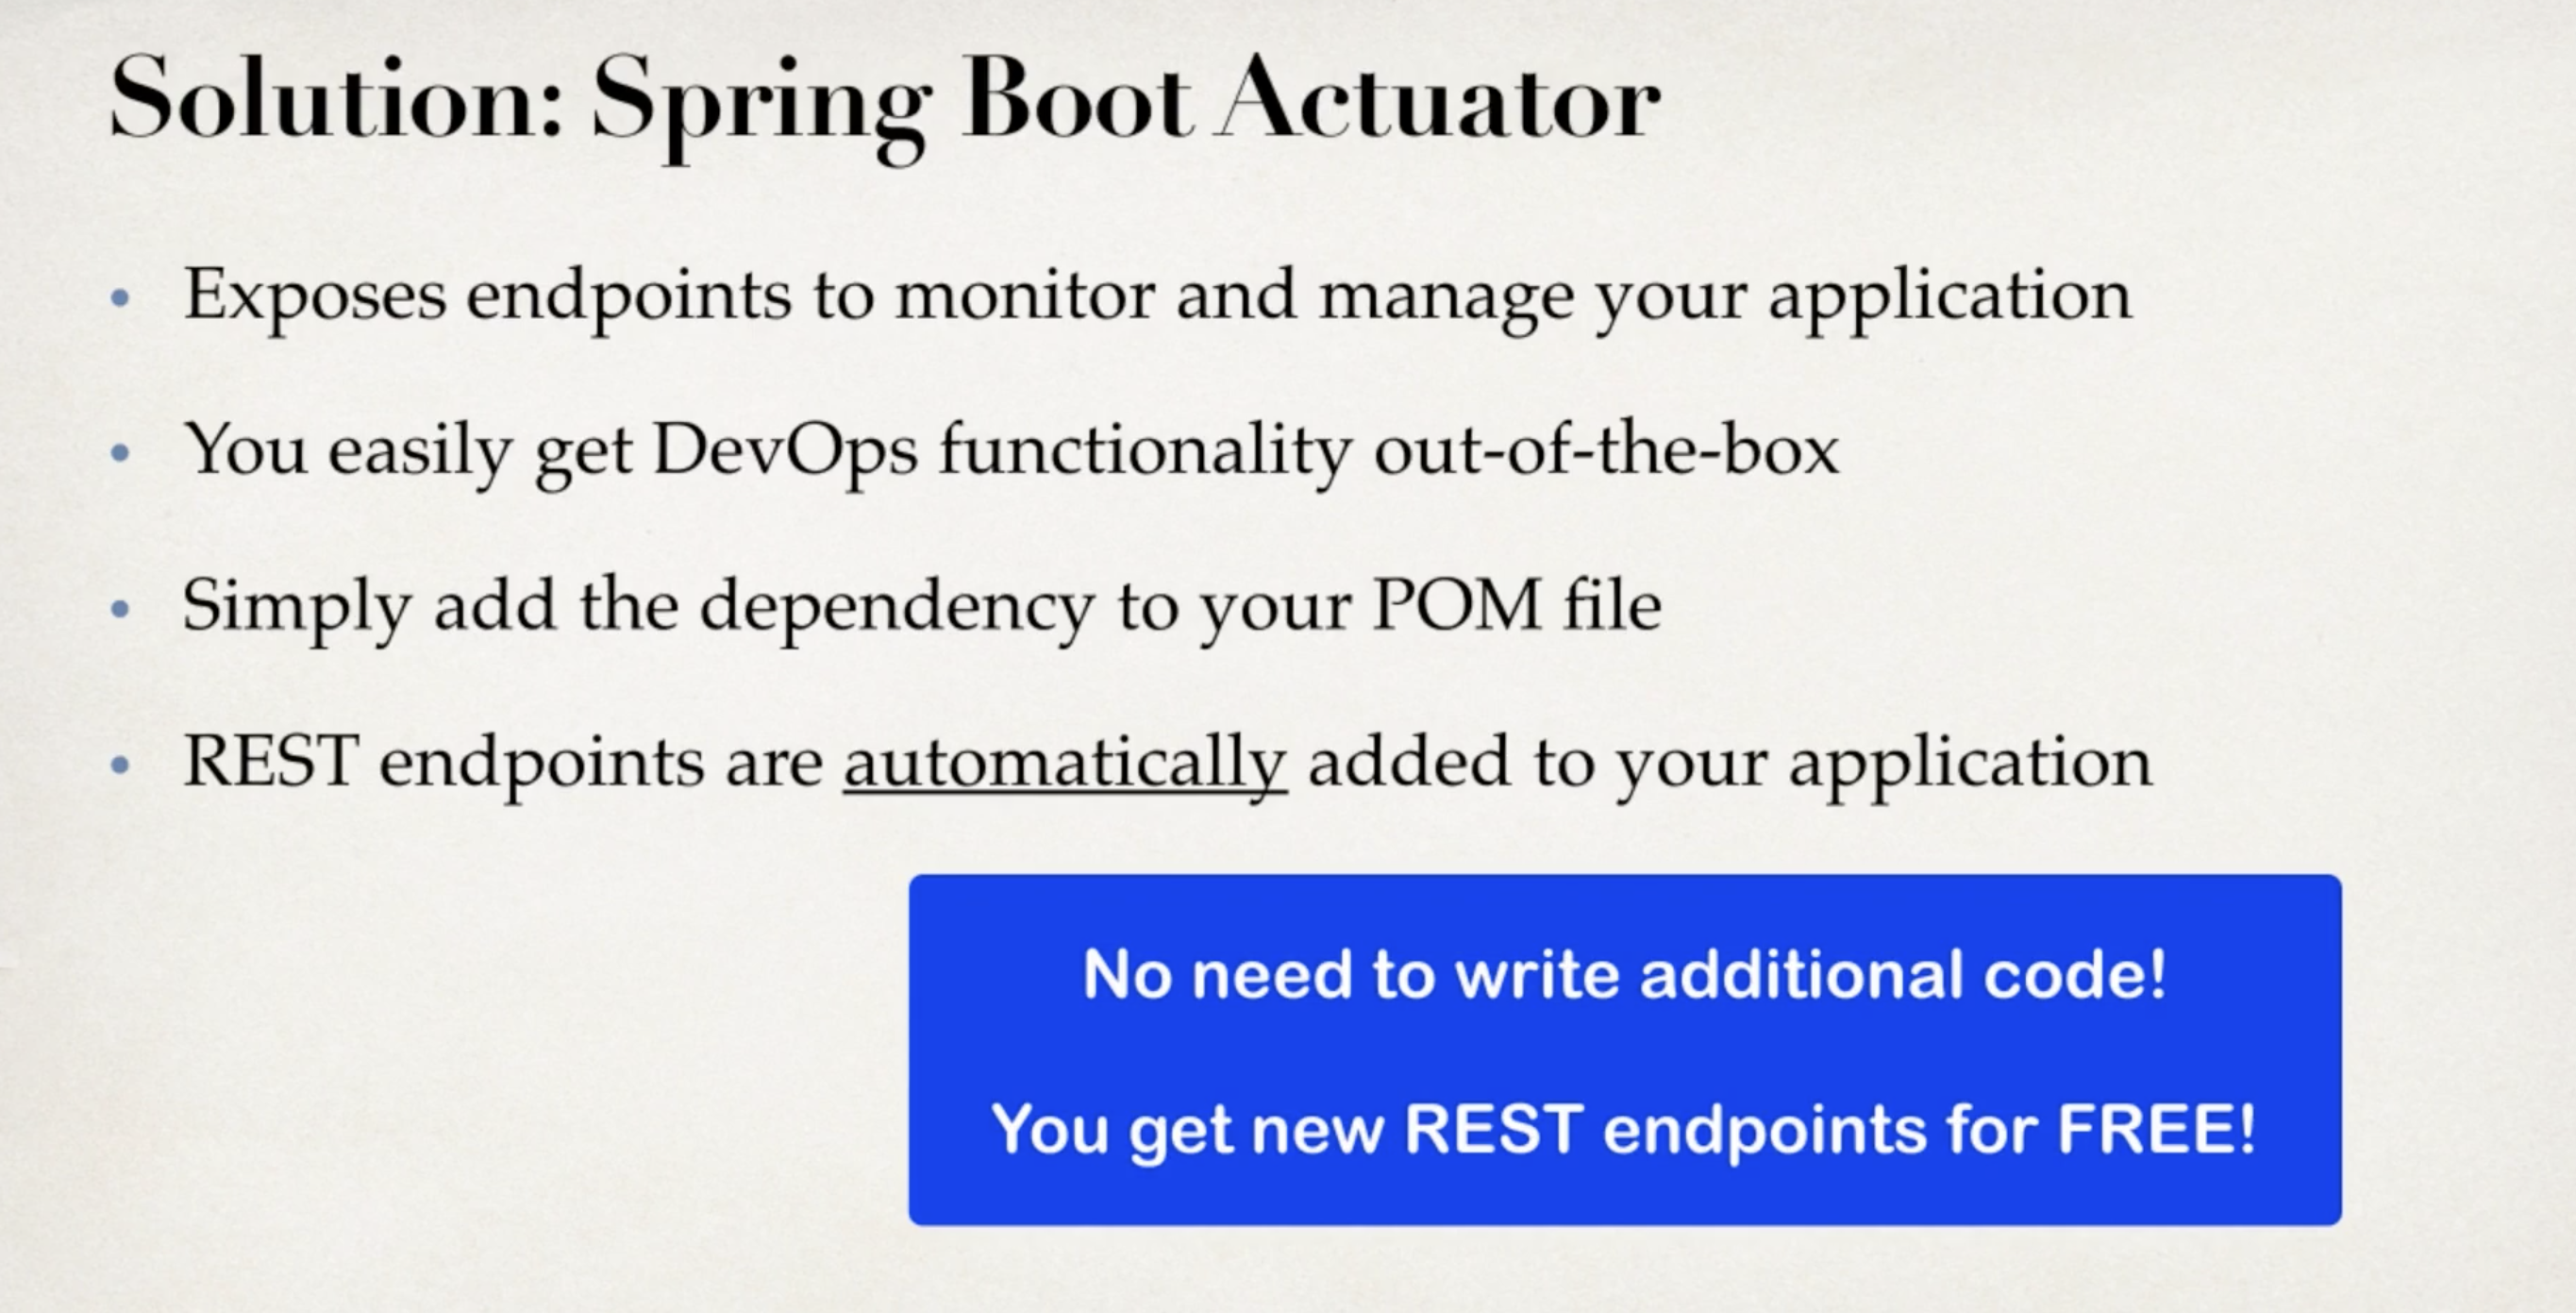 Solution: Spring Boot Actuator
• Exposes endpoints to monitor and manage your application
• You easily get DevOps functionality out-of-the-box
• Simply add the dependency to your POM file
• REST endpoints are automatically added to your application
No need to write additional code!
You get new REST endpoints for FREE!